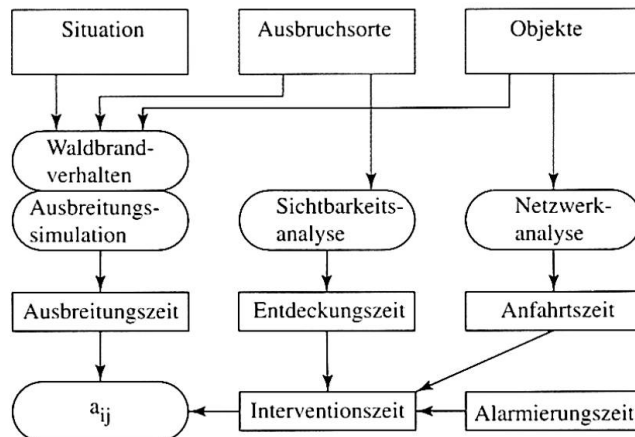 Situation
Ausbruchsorte
Objekte
Waldbrand-
verhalten
Ausbreitungs-
simulation
Sichtbarkeits-
analyse
Netzwerk-
analyse
Ausbreitungszeit
Entdeckungszeit
Anfahrtszeit
aij
Interventionszeit
Alarmierungszeit